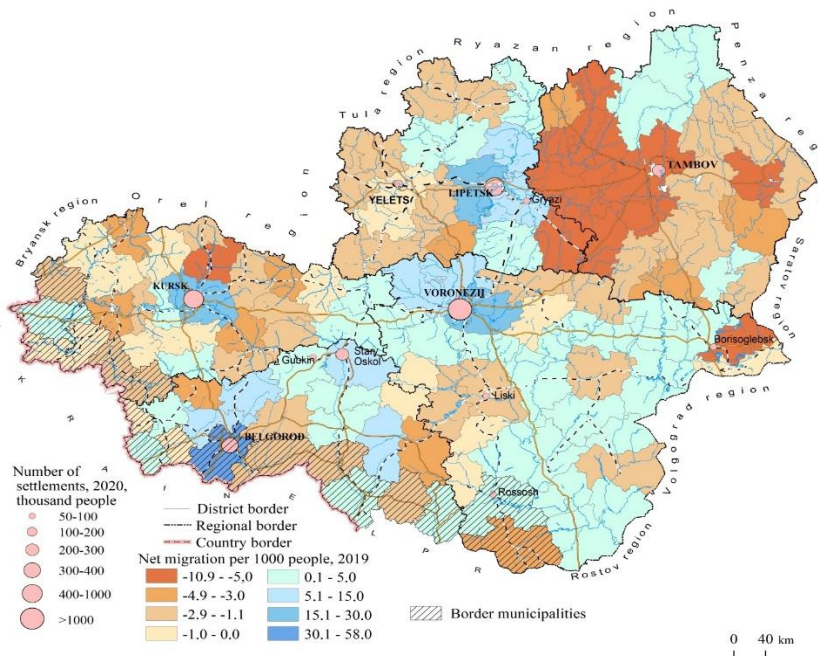 Ryazan region
Penza reg
Tula region
Orel region
Bryansk region
Saratov region
Volgograd region
Rostov region
UKRAINE
LPR
TAMBOV
YELETS/
LIPETSK
Gryazi
KURSK
VORONEZH
Borisoglebsk
Gubkin
Stary
Oskol
Liski
BELGOROD
Rossosh
Number of
settlements, 2020,
thousand people
50-100
100-200
200-300
300-400
400-1000
>1000
District border
Regional border
Country border
Net migration per 1000 people, 2019
-10.9 - -5,0
-4.9 - -3.0
-2.9 - -1.1
-1.0 - 0.0
0.1 - 5.0
5.1 - 15.0
15.1 - 30.0
30.1 - 58.0
Border municipalities
0 40 km